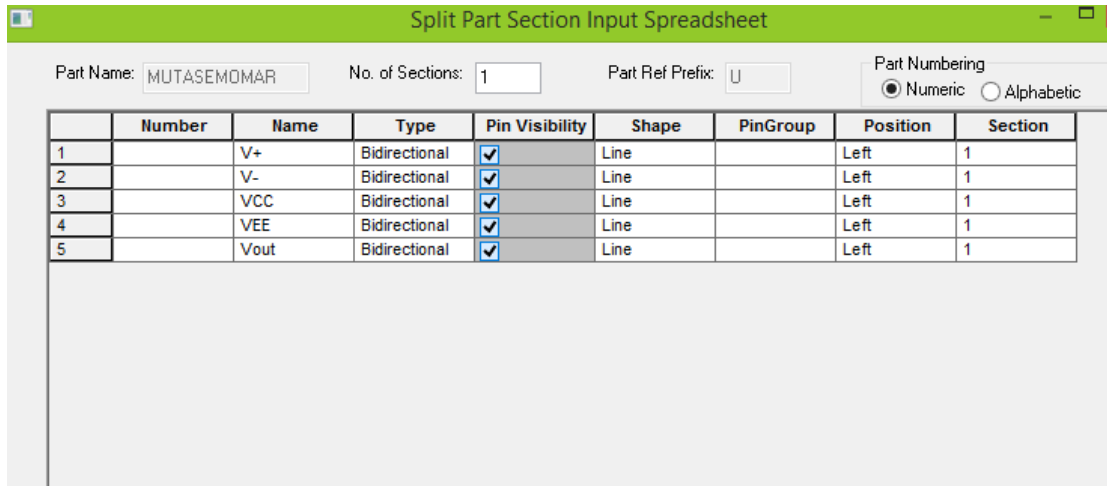 Split Part Section Input Spreadsheet
Part Name: MUTASEMOMAR No. of Sections: 1 Part Ref Prefix: U Part Numbering
Numeric Alphabetic
Number Name Type Pin Visibility Shape PinGroup Position Section
1 V+ Bidirectional Line Left 1
2 V- Bidirectional Line Left 1
3 VCC Bidirectional Line Left 1
4 VEE Bidirectional Line Left 1
5 Vout Bidirectional Line Left 1